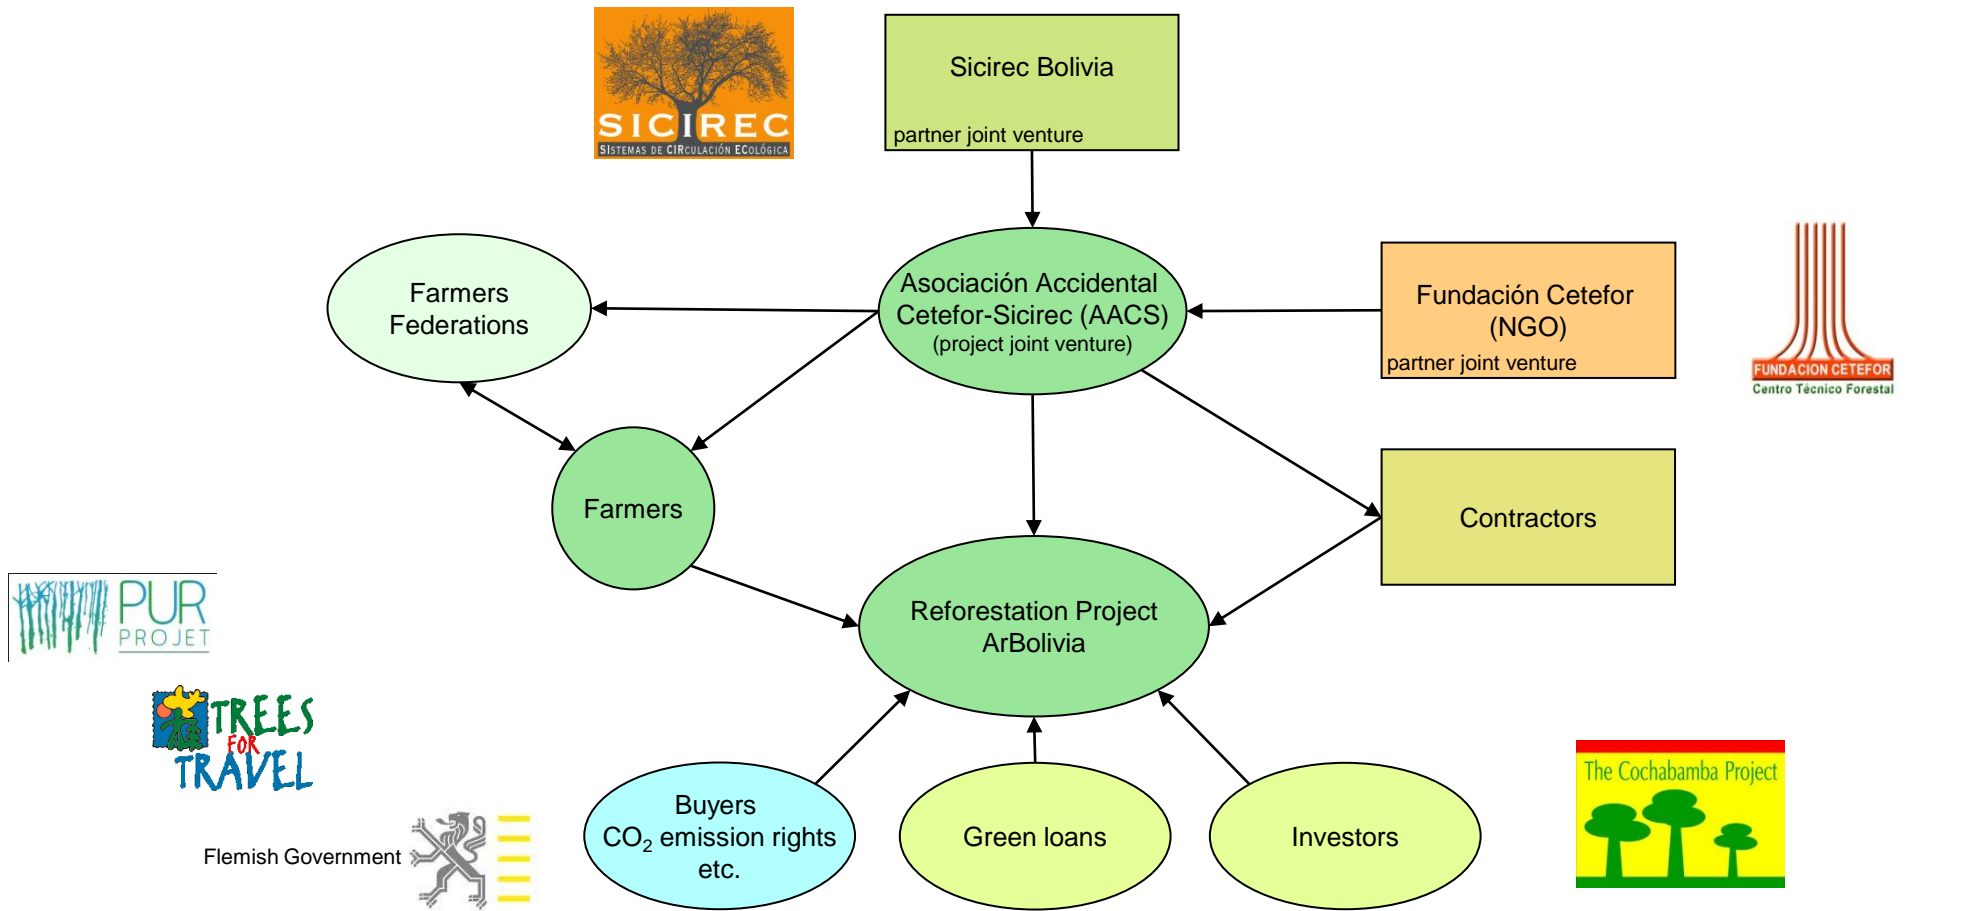 SICIREC
SISTEMAS DE CIRCULACIÓN ECOLÓGICA
Sicirec Bolivia
partner joint venture
Farmers
Federations
Asociación Accidental
Cetefor-Sicirec (AACS)
(project joint venture)
Fundación Cetefor
(NGO)
partner joint venture
FUNDACION CETEFOR
Centro Técnico Forestal
Farmers
Contractors
PUR
PROJET
Reforestation Project
ArBolivia
TREES
FOR
TRAVEL
Flemish Government
Buyers
CO₂ emission rights
etc.
Green loans
Investors
The Cochabamba Project